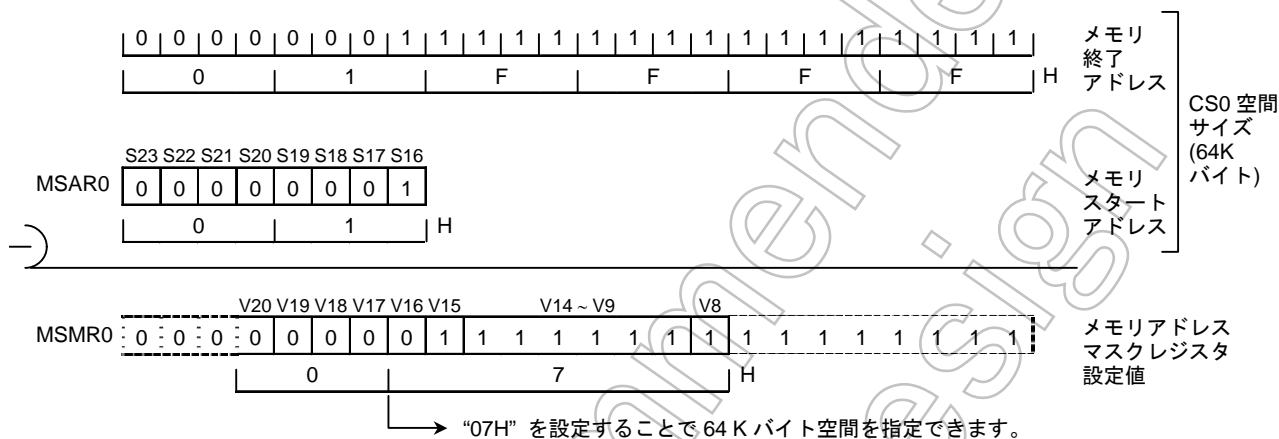 0 0 0 0 0 0 0 1 1 1 1 1 1 1 1 1 1 1 1 1 1 1 1 1
0 1 F F F F H
メモリ
終了
アドレス
CS0 空間
サイズ
(64K
バイト)
S23 S22 S21 S20 S19 S18 S17 S16
MSAR0 0 0 0 0 0 0 0 1
0 1 H
メモリ
スタート
アドレス
V20 V19 V18 V17 V16 V15 V14 ~ V9 V8
MSMR0 0 0 0 0 0 0 0 0 1 1 1 1 1 1 1 1 1 1 1 1 1 1 1 1
0 7 H
メモリアドレス
マスクレジスタ
設定値
"07H" を設定することで 64 K バイト空間を指定できます。